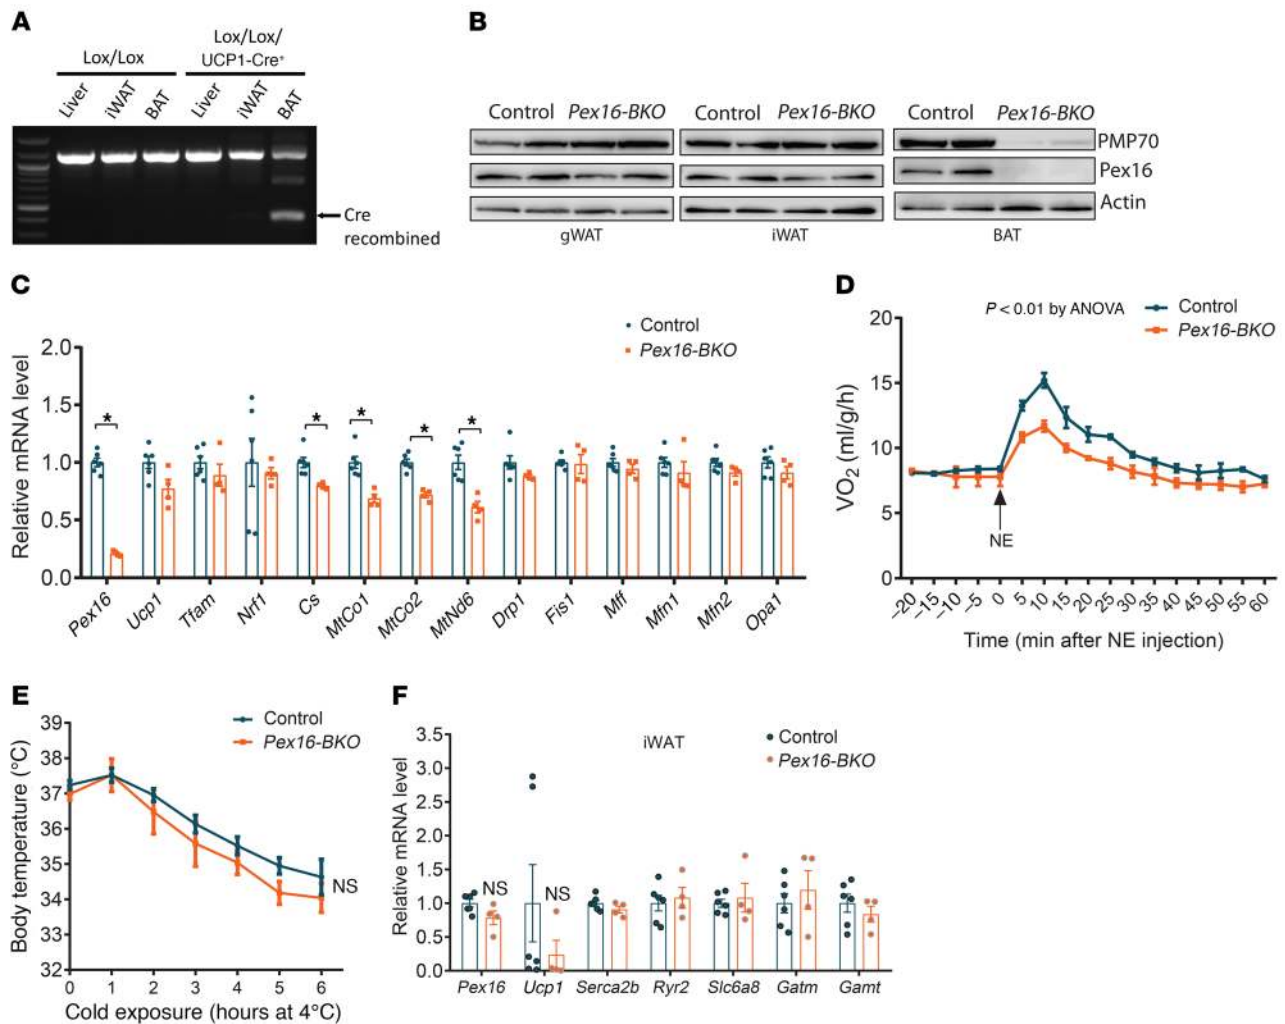 A
Lox/Lox
Lox/Lox/
UCP1-Cre⁺
Liver
iWAT
BAT
Liver
iWAT
BAT
Cre
recombined
B
Control Pex16-BKO
Control Pex16-BKO
Control Pex16-BKO
PMP70
Pex16
Actin
gWAT
iWAT
BAT
C
Control
Pex16-BKO
Relative mRNA level
2.0
1.5
1.0
0.5
0.0
*
*
*
*
*
Pex16
Ucp1
Tfam
Nrf1
Cs
MtCo1
MtCo2
MtNd6
Drp1
Fis1
Mff
Mfn1
Mfn2
Opa1
D
P < 0.01 by ANOVA
Control
Pex16-BKO
VO₂ (ml/g/h)
20
15
10
5
0
NE
−20
−15
−10
−5
0
5
10
15
20
25
30
35
40
45
50
55
60
Time (min after NE injection)
E
Control
Pex16-BKO
Body temperature (°C)
39
38
37
36
35
34
33
32
NS
0 1 2 3 4 5 6
Cold exposure (hours at 4°C)
F
iWAT
Control
Pex16-BKO
Relative mRNA level
3.5
3.0
2.5
2.0
1.5
1.0
0.5
0.0
NS
NS
Pex16 Ucp1 Serca2b Ryr2 Slc6a8 Gatm Gamt